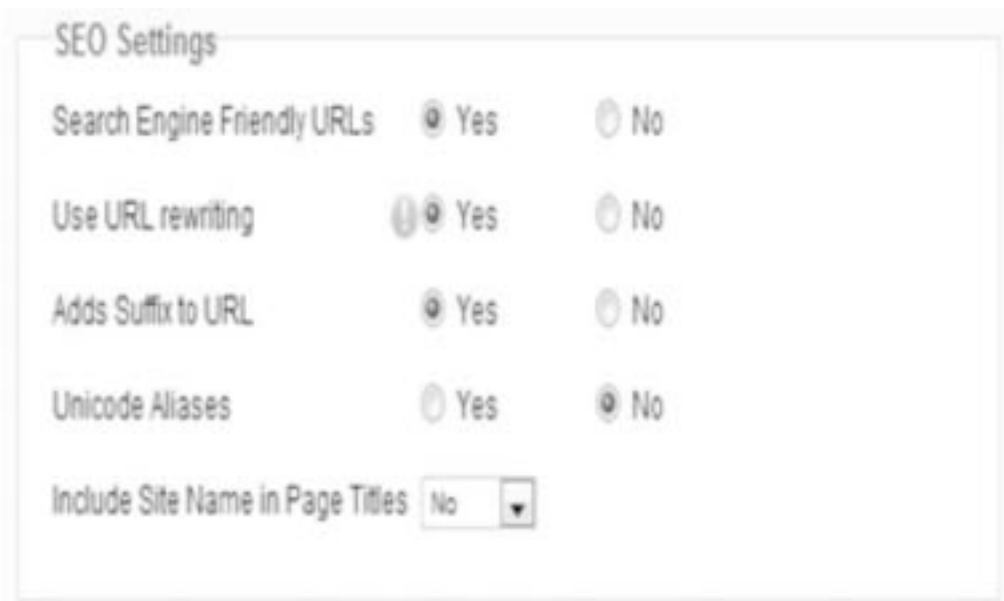 SEO Settings
Search Engine Friendly URLs Yes No
Use URL rewriting Yes No
Adds Suffix to URL Yes No
Unicode Aliases Yes No
Include Site Name in Page Titles No